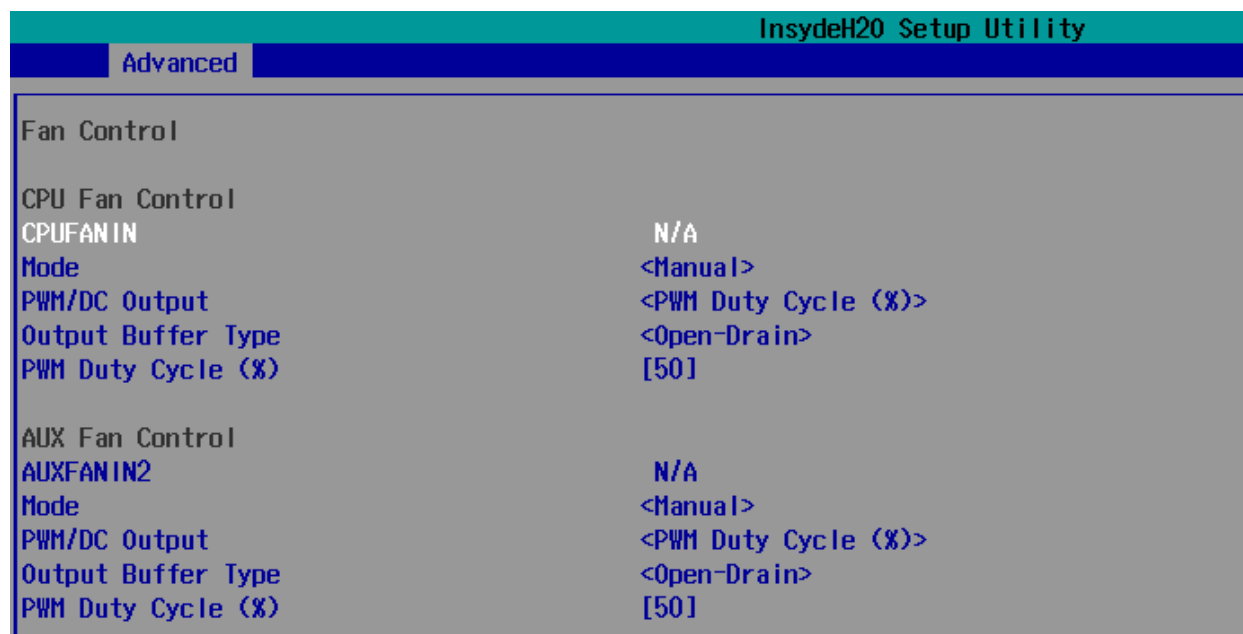 InsydeH20 Setup Utility
Advanced
Fan Control
CPU Fan Control
CPUFANIN N/A
Mode <Manual>
PWM/DC Output <PWM Duty Cycle (%)>
Output Buffer Type <Open-Drain>
PWM Duty Cycle (%) [50]
AUX Fan Control
AUXFANIN2 N/A
Mode <Manual>
PWM/DC Output <PWM Duty Cycle (%)>
Output Buffer Type <Open-Drain>
PWM Duty Cycle (%) [50]